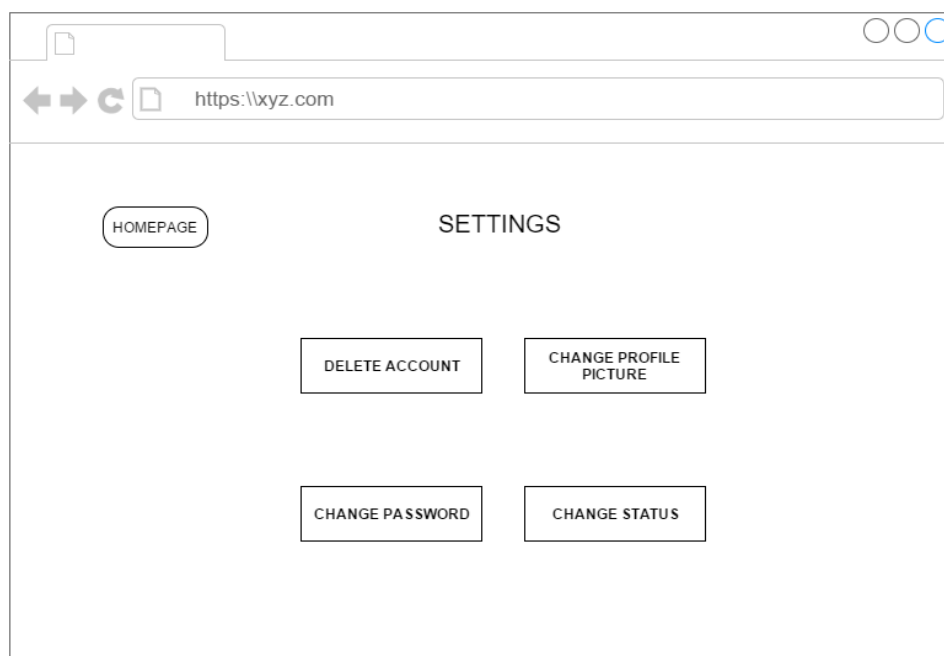 https:\\xyz.com
HOMEPAGE
SETTINGS
DELETE ACCOUNT
CHANGE PROFILE
PICTURE
CHANGE PASSWORD
CHANGE STATUS